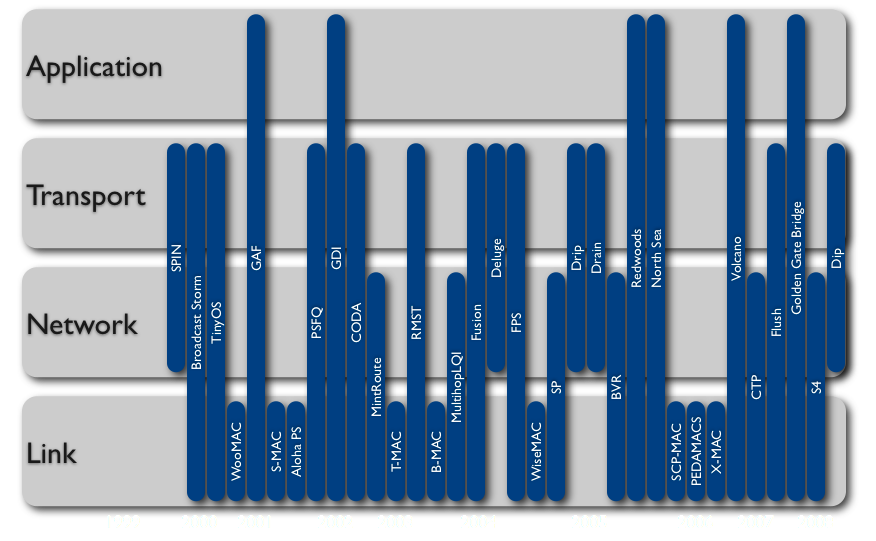 Application
Transport
Network
Link
SPIN
Broadcast Storm
TinyOS
WooMAC
GAF
S-MAC
Aloha PS
PSFQ
GDI
CODA
MintRoute
T-MAC
RMST
B-MAC
MultihopLQI
Fusion
Deluge
FPS
WiseMAC
SP
Drip
Drain
BVR
Redwoods
North Sea
SCP-MAC
PEDAMACS
X-MAC
Volcano
CTP
Flush
Golden Gate Bridge
S4
Dip